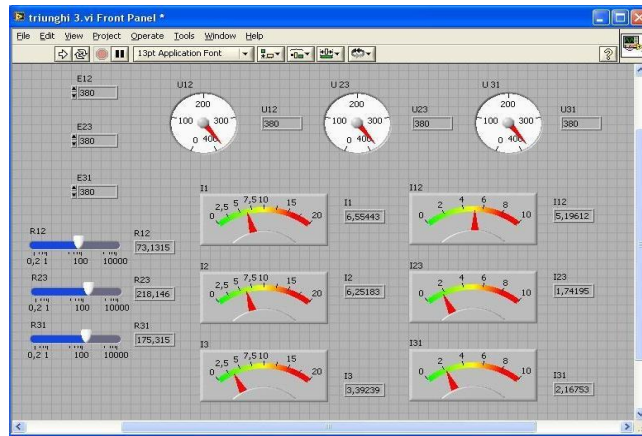 triunghi 3.vi Front Panel *
File Edit View Project Operate Tools Window Help
13pt Application Font
?
E12
380
E23
380
E31
380
U12
0 100 200 300 400
U12
380
U 23
0 100 200 300 400
U23
380
U 31
0 100 200 300 400
U31
380
I1
0 2,5 5 7,5 10 15 20
I1
6,55443
I12
0 2 4 6 8 10
I12
5,19612
R12
0,2 1 100 10000
R12
73,1315
R23
0,2 1 100 10000
R23
218,146
R31
0,2 1 100 10000
R31
175,315
I2
0 2,5 5 7,5 10 15 20
I2
6,25183
I23
0 2 4 6 8 10
I23
1,74195
I3
0 2,5 5 7,5 10 15 20
I3
3,39239
I31
0 2 4 6 8 10
I31
2,16753